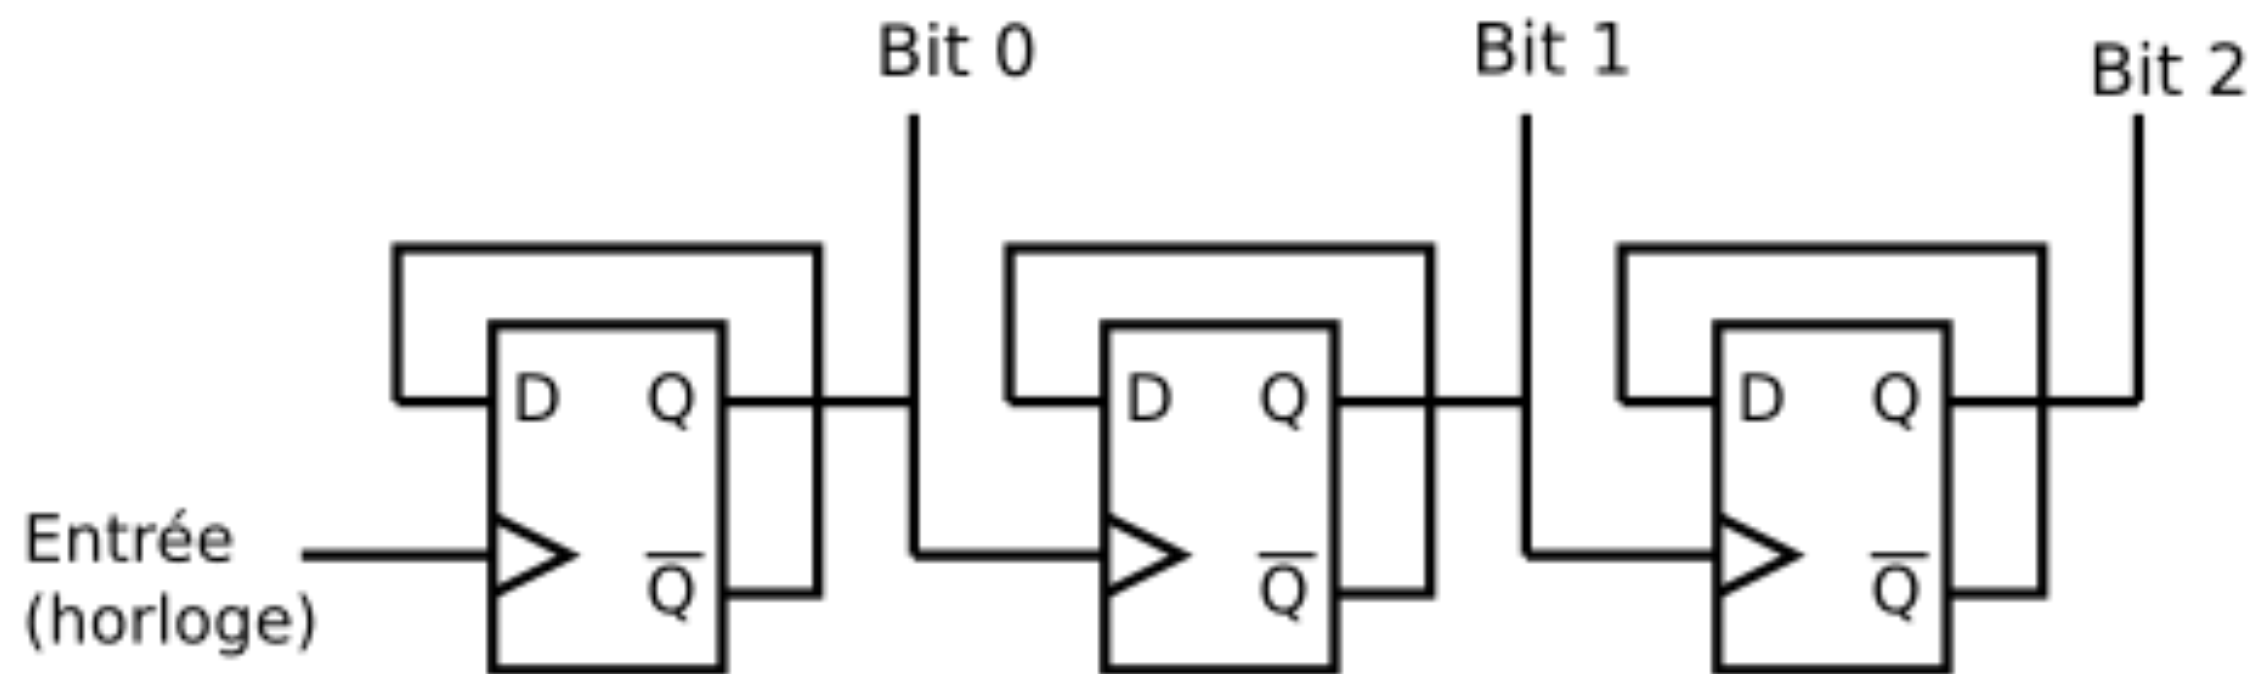 Bit 0
Bit 1
Bit 2
D Q
D Q
D Q
Entrée
(horloge)
Q̅
Q̅
Q̅